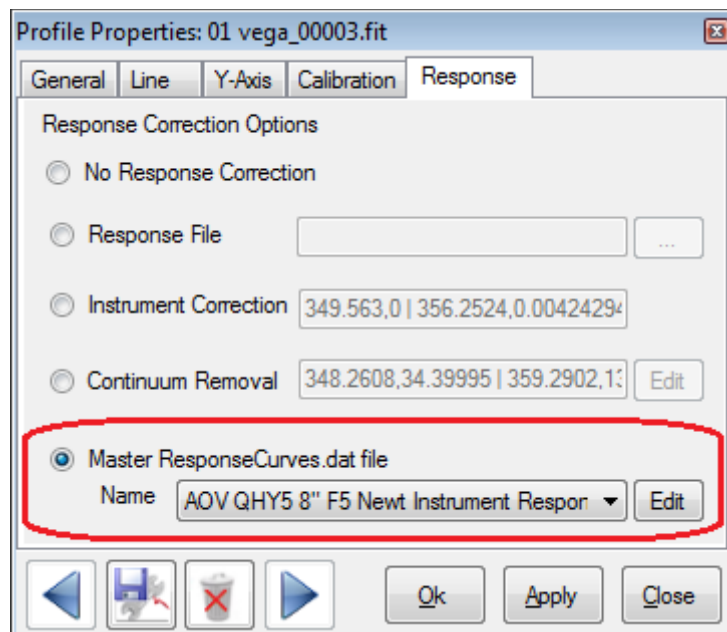 Profile Properties: 01 vega_00003.fit
General Line Y-Axis Calibration Response
Response Correction Options
No Response Correction
Response File ...
Instrument Correction 349.563,0 | 356.2524,0.00424294
Continuum Removal 348.2608,34.39995 | 359.2902,13 Edit
Master ResponseCurves.dat file
Name AOV QHY5 8" F5 Newt Instrument Respon Edit
Ok Apply Close